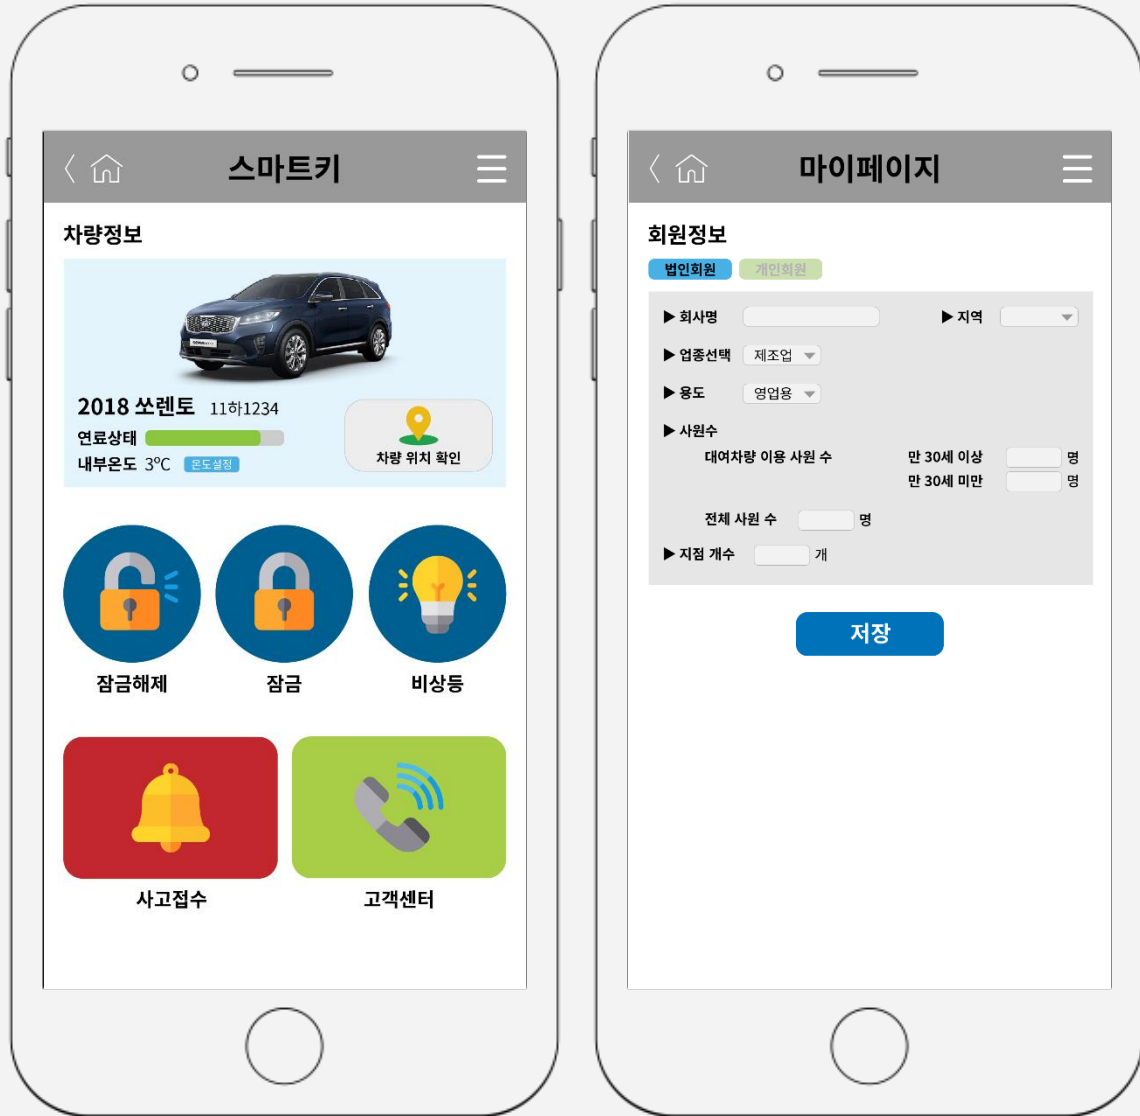 스마트키
차량정보
2018 쏘렌토 11하1234
연료상태
내부온도 3℃ 온도설정
차량 위치 확인
잠금해제 잠금 비상등
사고접수 고객센터
마이페이지
회원정보
법인회원 개인회원
▶ 회사명 ▶ 지역
▶ 업종선택 제조업
▶ 용도 영업용
▶ 사원수
대여차량 이용 사원 수 만 30세 이상 명
만 30세 미만 명
전체 사원 수 명
▶ 지점 개수 개
저장